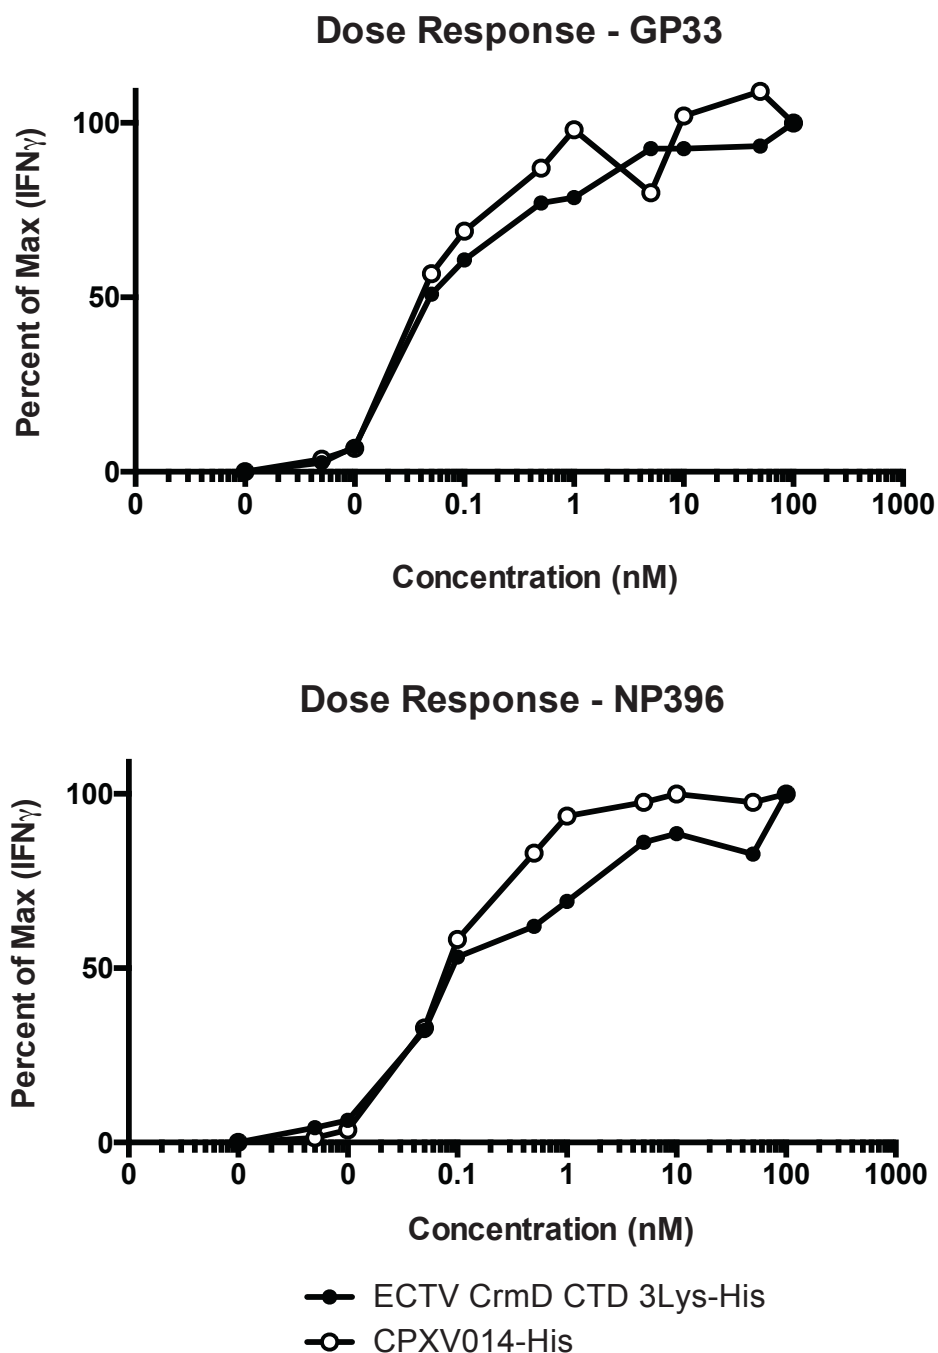 Dose Response - GP33
Percent of Max (IFNγ)
100
50
0
0 0 0 0.1 1 10 100 1000
Concentration (nM)
Dose Response - NP396
Percent of Max (IFNγ)
100
50
0
0 0 0 0.1 1 10 100 1000
Concentration (nM)
ECTV CrmD CTD 3Lys-His
CPXV014-His